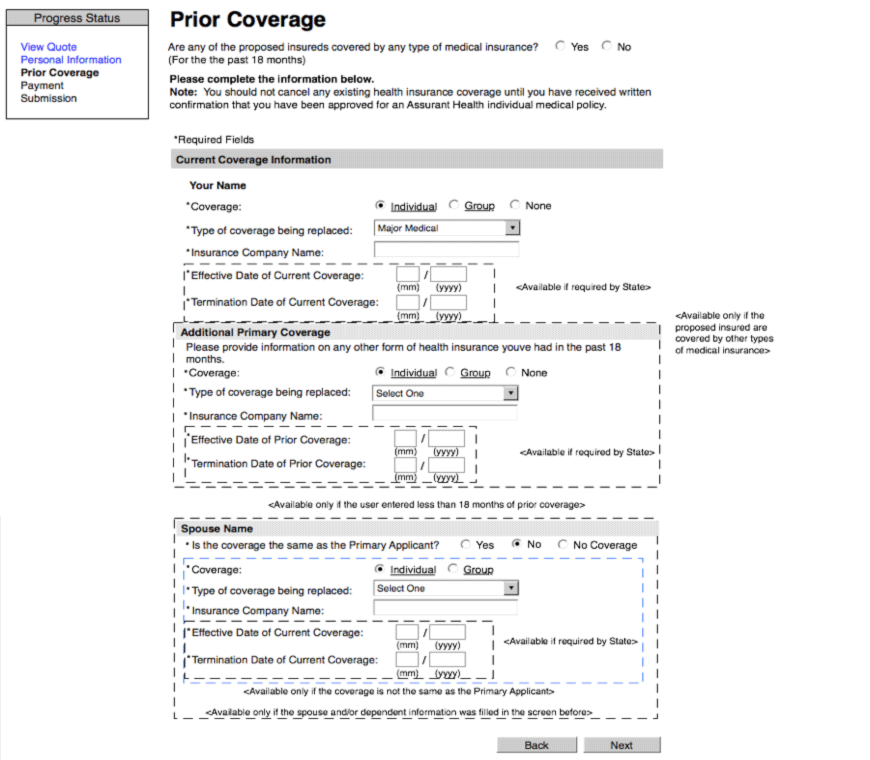 Progress Status
View Quote
Personal Information
Prior Coverage
Payment
Submission
Prior Coverage
Are any of the proposed insureds covered by any type of medical insurance? Yes No
(For the the past 18 months)
Please complete the information below.
Note: You should not cancel any existing health insurance coverage until you have received written
confirmation that you have been approved for an Assurant Health individual medical policy.
*Required Fields
Current Coverage Information
Your Name
*Coverage: Individual Group None
*Type of coverage being replaced: Major Medical
*Insurance Company Name:
*Effective Date of Current Coverage: /
(mm) (yyyy)
<Available if required by State>
*Termination Date of Current Coverage: /
(mm) (yyyy)
<Available only if the
proposed insured are
covered by other types
of medical insurance>
Additional Primary Coverage
Please provide information on any other form of health insurance youve had in the past 18
months.
*Coverage: Individual Group None
*Type of coverage being replaced: Select One
*Insurance Company Name:
*Effective Date of Prior Coverage: /
(mm) (yyyy)
<Available if required by State>
*Termination Date of Prior Coverage: /
(mm) (yyyy)
<Available only if the user entered less than 18 months of prior coverage>
Spouse Name
* Is the coverage the same as the Primary Applicant? Yes No No Coverage
*Coverage: Individual Group
*Type of coverage being replaced: Select One
*Insurance Company Name:
*Effective Date of Current Coverage: /
(mm) (yyyy)
<Available if required by State>
*Termination Date of Current Coverage: /
(mm) (yyyy)
<Available only if the coverage is not the same as the Primary Applicant>
<Available only if the spouse and/or dependent information was filled in the screen before>
Back Next